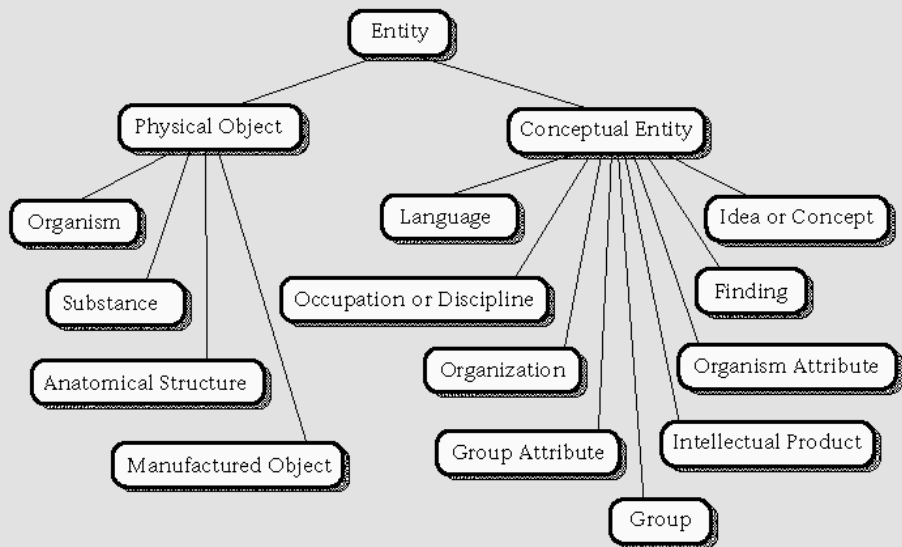 Entity
Physical Object
Conceptual Entity
Organism
Language
Idea or Concept
Substance
Occupation or Discipline
Finding
Anatomical Structure
Organization
Organism Attribute
Manufactured Object
Group Attribute
Intellectual Product
Group